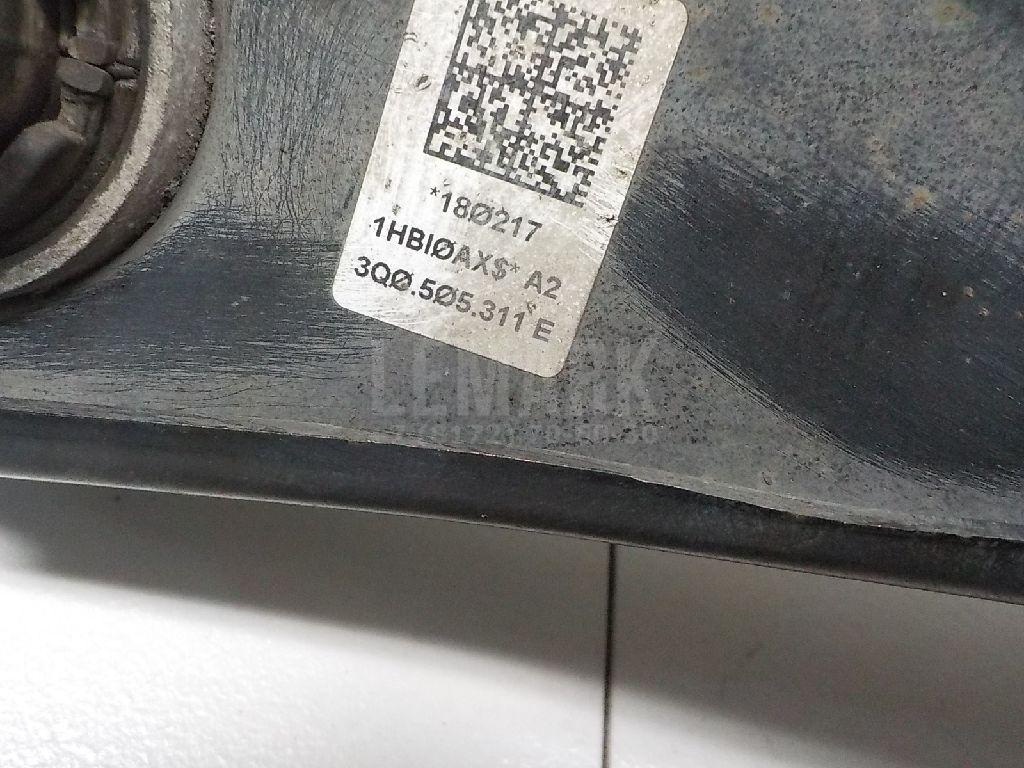 *18Ø217
1HBIØAX$* A2
3QØ.5Ø5.311 E
LEMARK